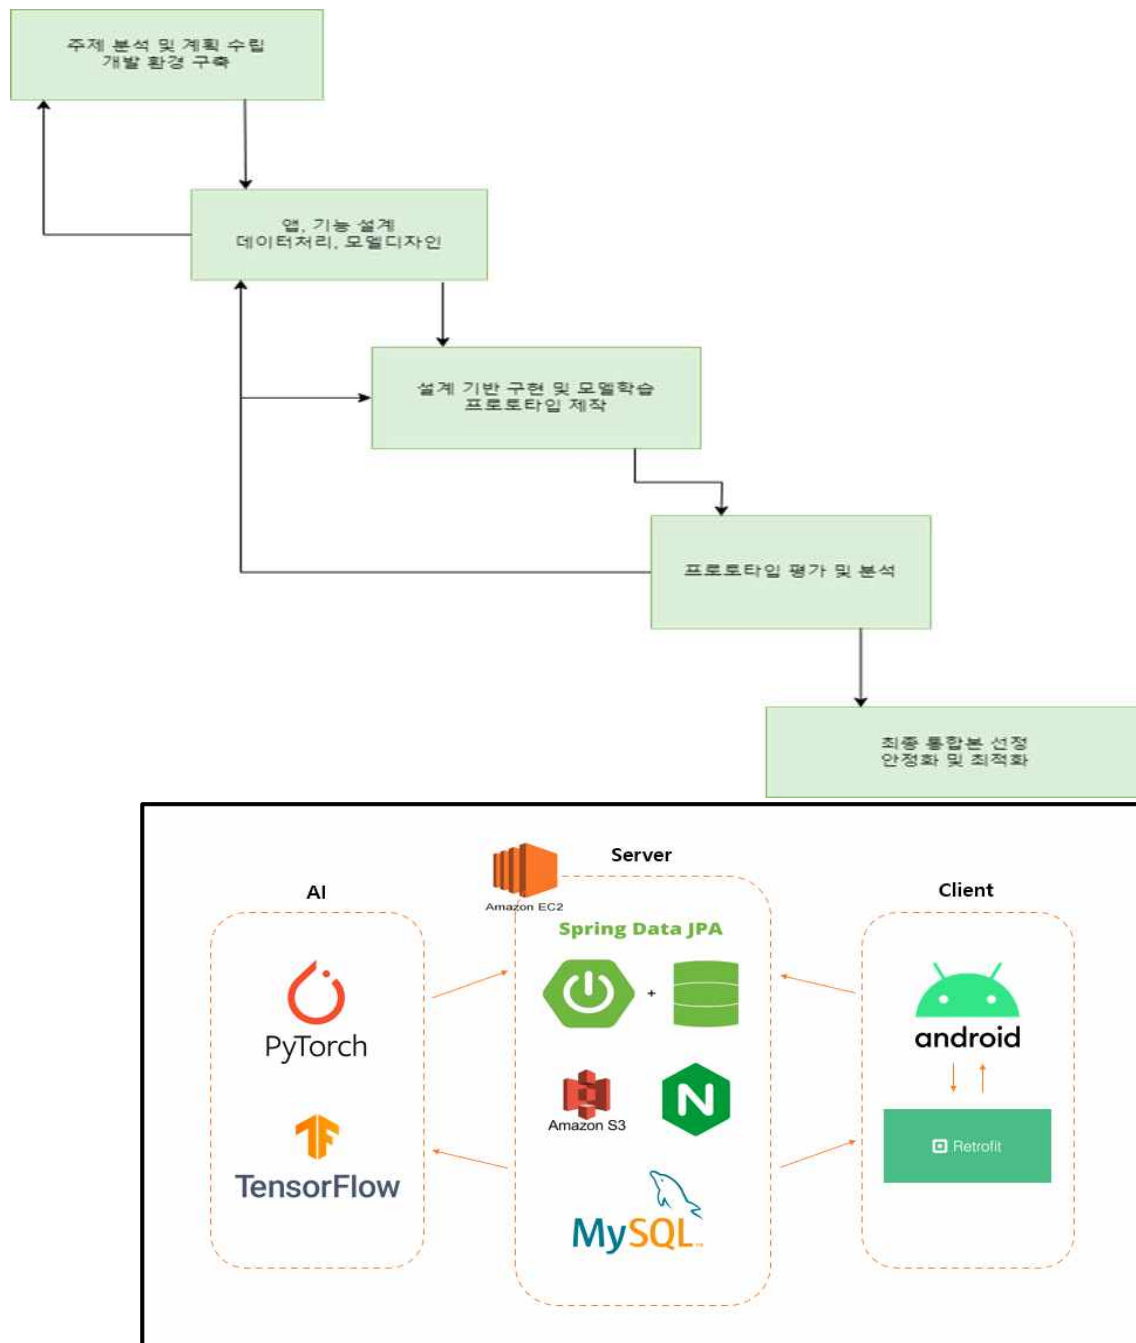 주제 분석 및 계획 수립
개발 환경 구축
앱, 기능 설계
데이터처리, 모델디자인
설계 기반 구현 및 모델학습
프로토타입 제작
프로토타입 평가 및 분석
최종 통합본 선정
안정화 및 최적화
AI
PyTorch
TensorFlow
Server
Amazon EC2
Spring Data JPA
+
Amazon S3
N
MySQL
Client
android
Retrofit